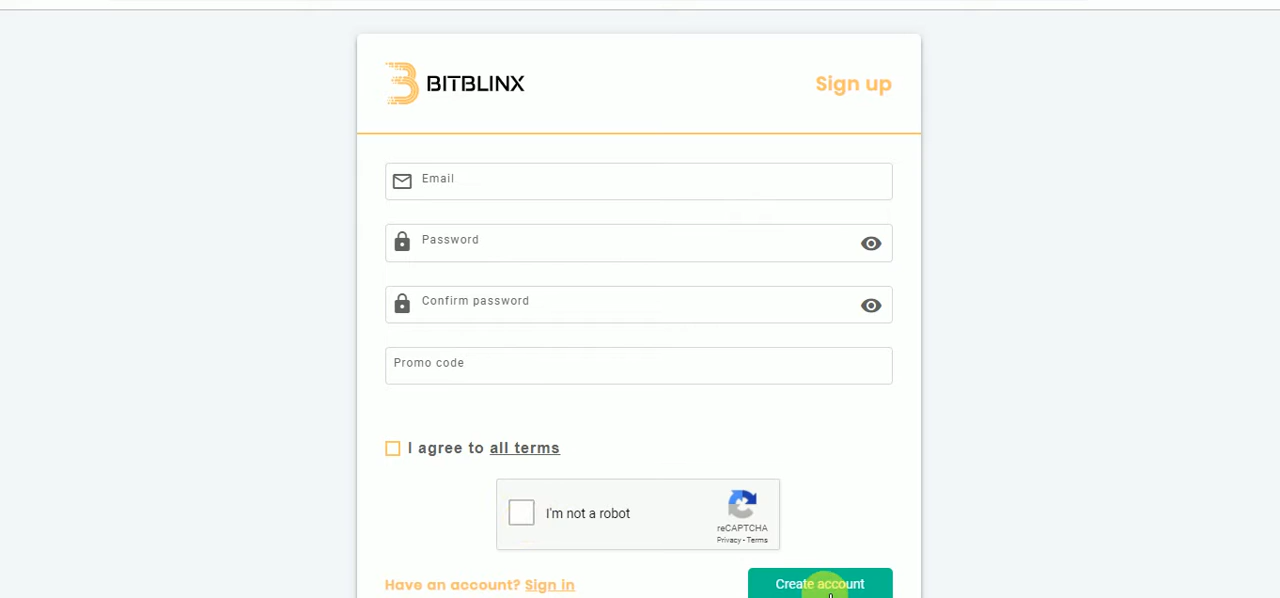 BITBLINX
Sign up
Email
Password
Confirm password
Promo code
I agree to all terms
I'm not a robot
reCAPTCHA
Privacy - Terms
Have an account? Sign in
Create account